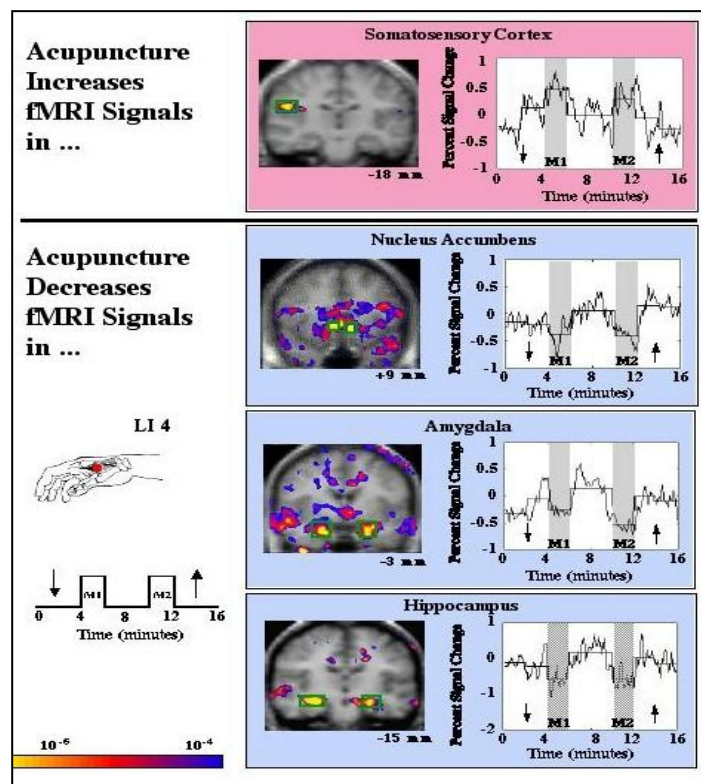 Acupuncture
Increases
fMRI Signals
in ...
Somatosensory Cortex
Percent Signal Change
1
0.5
0
-0.5
-1
M1
M2
0 4 8 12 16
Time (minutes)
-18 mm
Acupuncture
Decreases
fMRI Signals
in ...
Nucleus Accumbens
Percent Signal Change
1
0.5
0
-0.5
-1
M1
M2
0 4 8 12 16
Time (minutes)
+9 mm
LI 4
Amygdala
Percent Signal Change
1
0.5
0
-0.5
-1
M1
M2
0 4 8 12 16
Time (minutes)
-3 mm
M1
M2
0 4 8 12 16
Time (minutes)
Hippocampus
Percent Signal Change
1
0
-1
-2
M1
M2
0 4 8 12 16
Time (minutes)
-15 mm
10-6
10-4